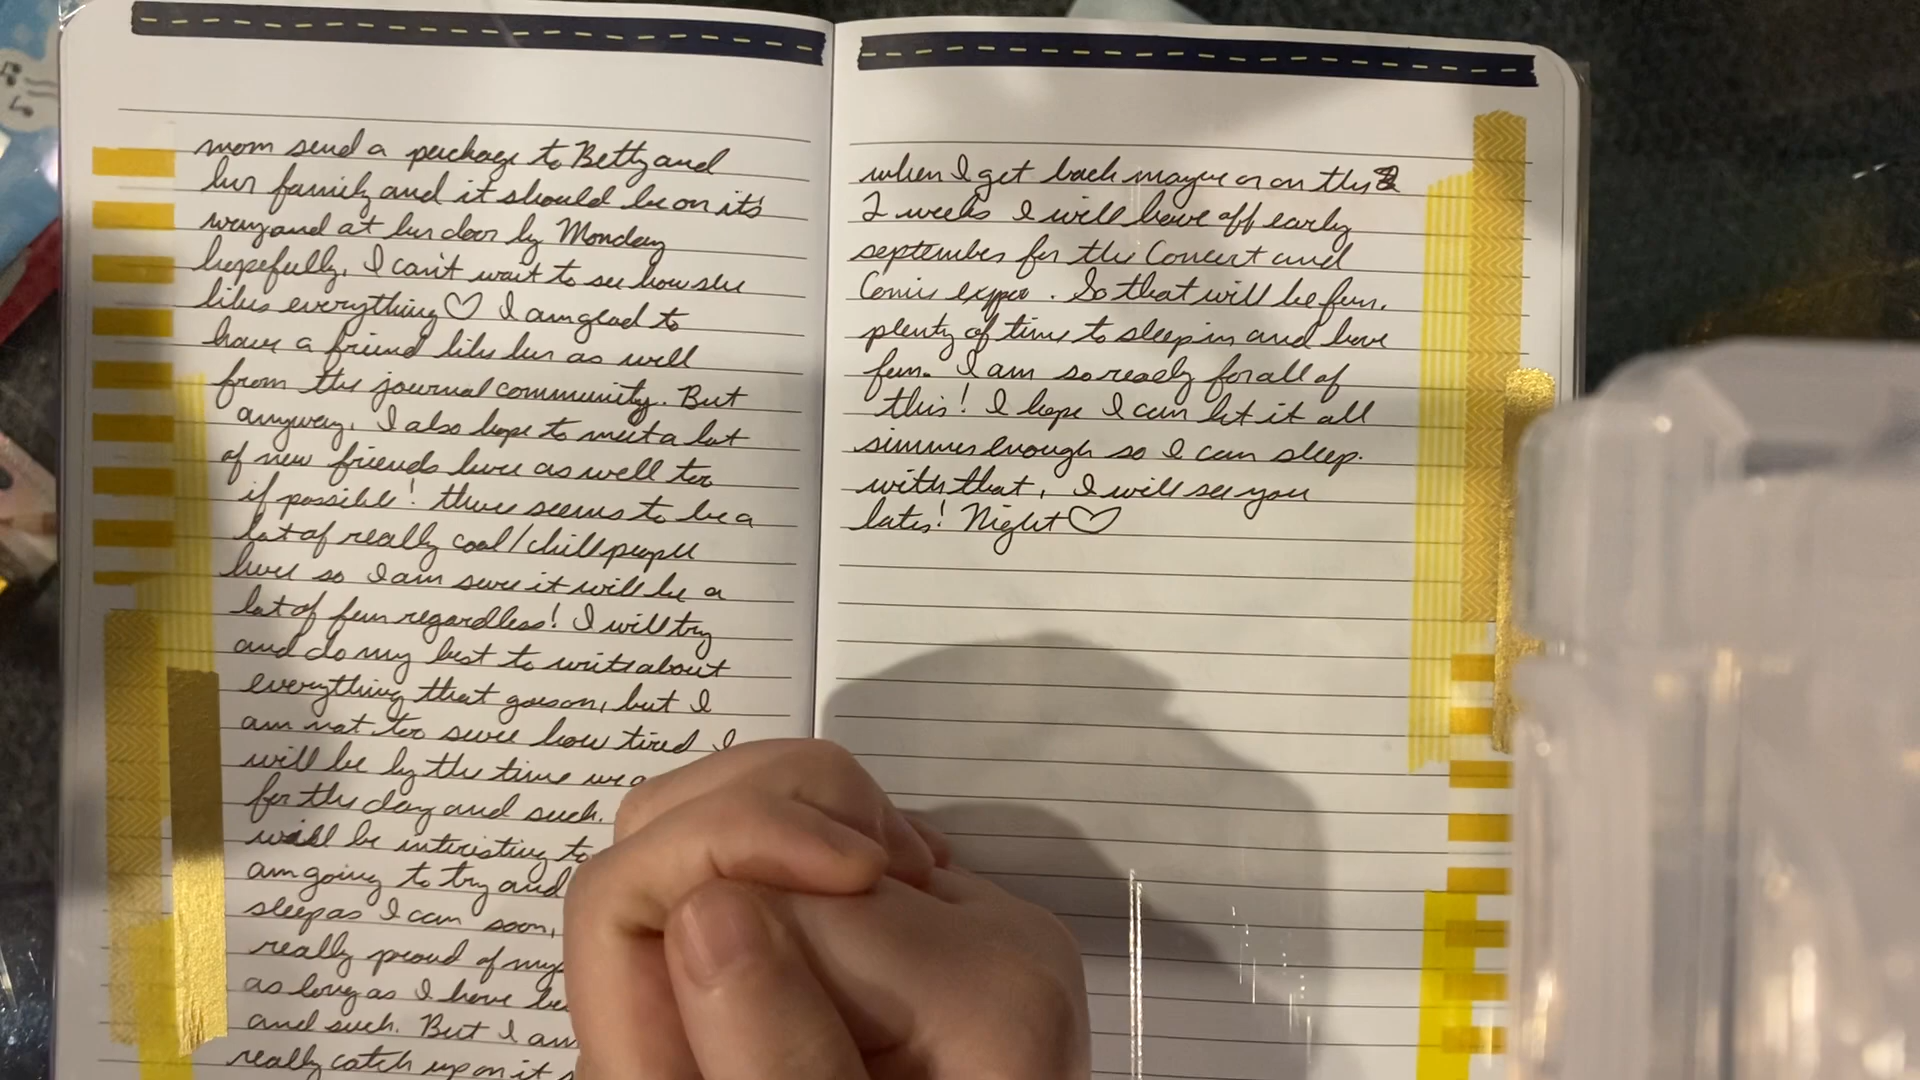 mom send a package to Betty and
her family and it should be on it's
way and at her door by Monday
hopefully. I can't wait to see how she
likes everything♡ I am glad to
have a friend like her as well
from the journal community. But
anyway, I also hope to meet a lot
of new friends here as well too
if possible! there seems to be a
lot of really cool/chill people
here so I am sure it will be a
lot of fun regardless! I will try
and do my best to write about
everything that goes on, but I
am not too sure how tired I
will be by the time we
for the day and such.
will be interesting to
am going to try and
sleep as I can soon,
really proud of
as long as I have
and such. But I am
really catch up on it
when I get back on the
2 weeks I will have off early
september for the Concert and
Comic expo. So that will be fun.
plenty of time to sleep in and have
fun. I am so ready for all of
this! I hope I can let it all
simmer enough so I can sleep.
with that, I will see you
later! Night♡